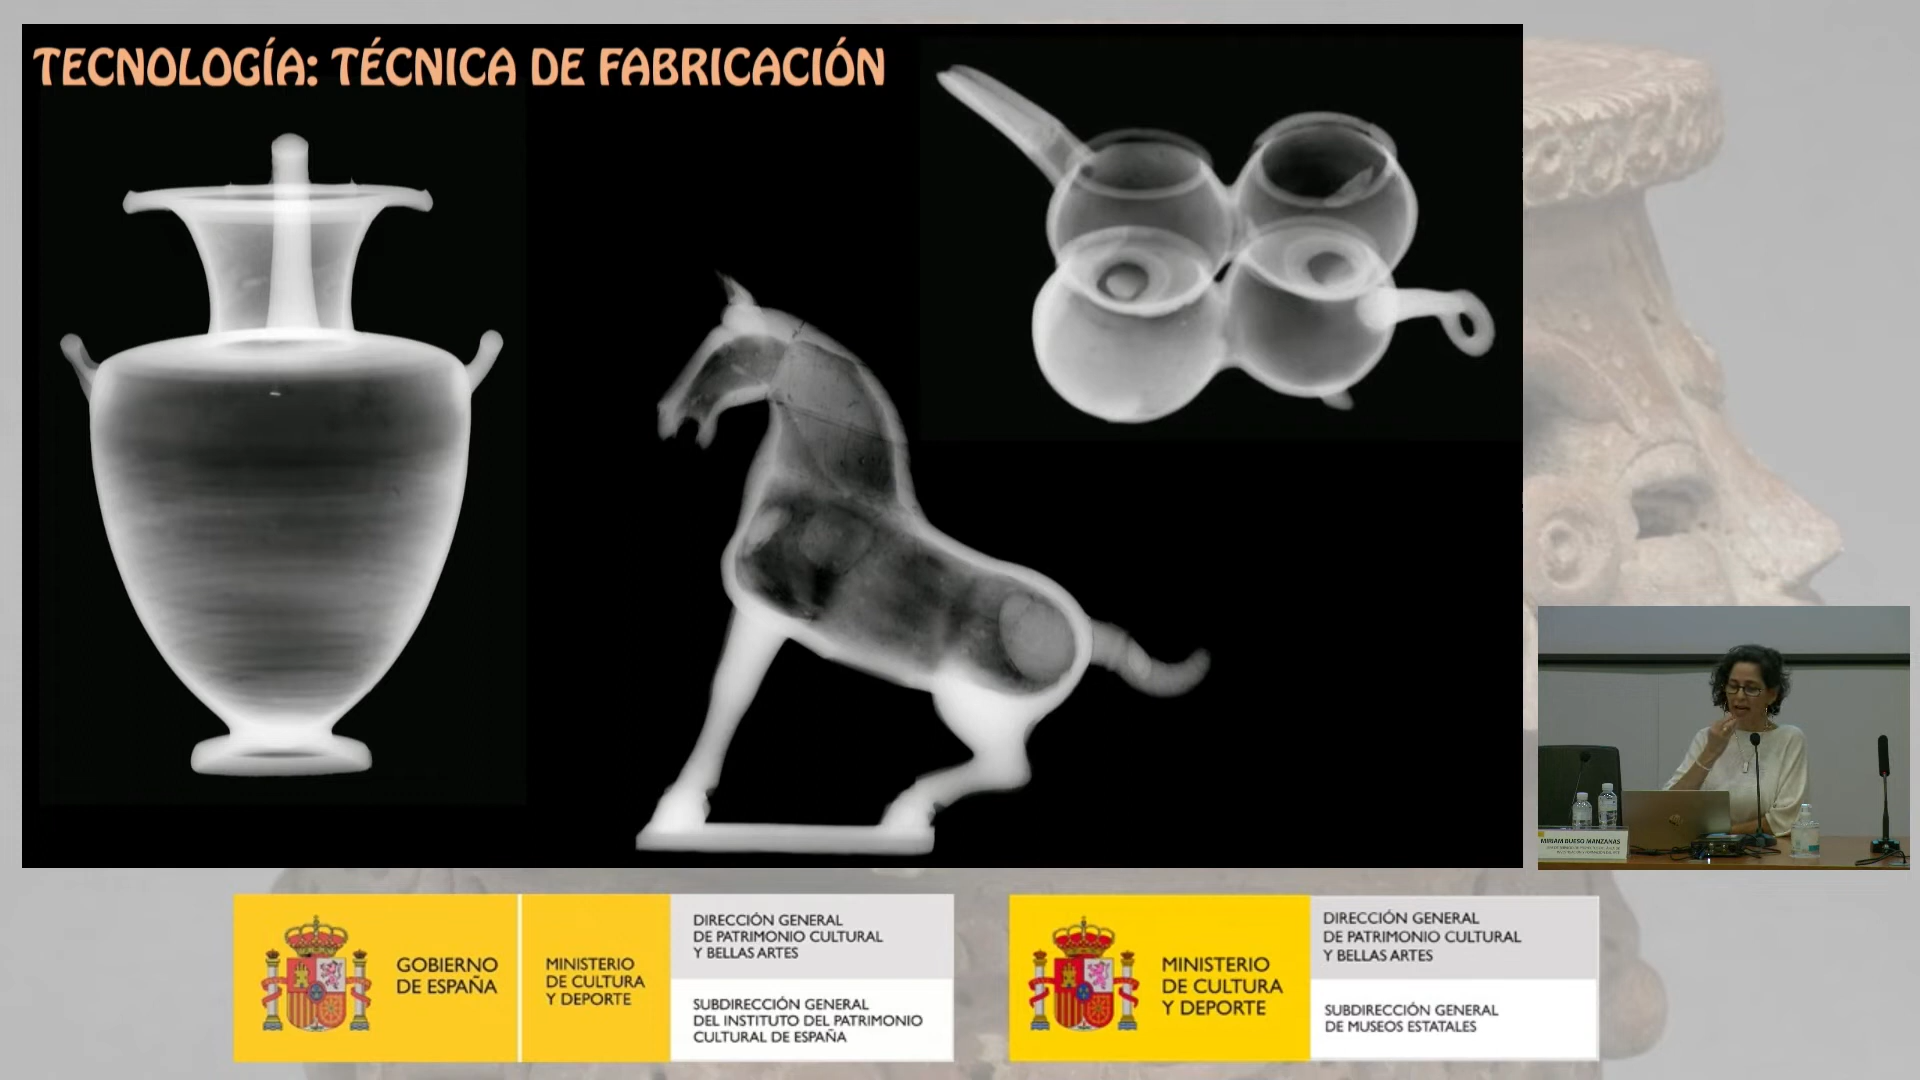 TECNOLOGÍA: TÉCNICA DE FABRICACIÓN
MIRIAM BUESO MANZANAS
GOBIERNO
DE ESPAÑA
MINISTERIO
DE CULTURA
Y DEPORTE
DIRECCIÓN GENERAL
DE PATRIMONIO CULTURAL
Y BELLAS ARTES
SUBDIRECCIÓN GENERAL
DEL INSTITUTO DEL PATRIMONIO
CULTURAL DE ESPAÑA
MINISTERIO
DE CULTURA
Y DEPORTE
DIRECCIÓN GENERAL
DE PATRIMONIO CULTURAL
Y BELLAS ARTES
SUBDIRECCIÓN GENERAL
DE MUSEOS ESTATALES